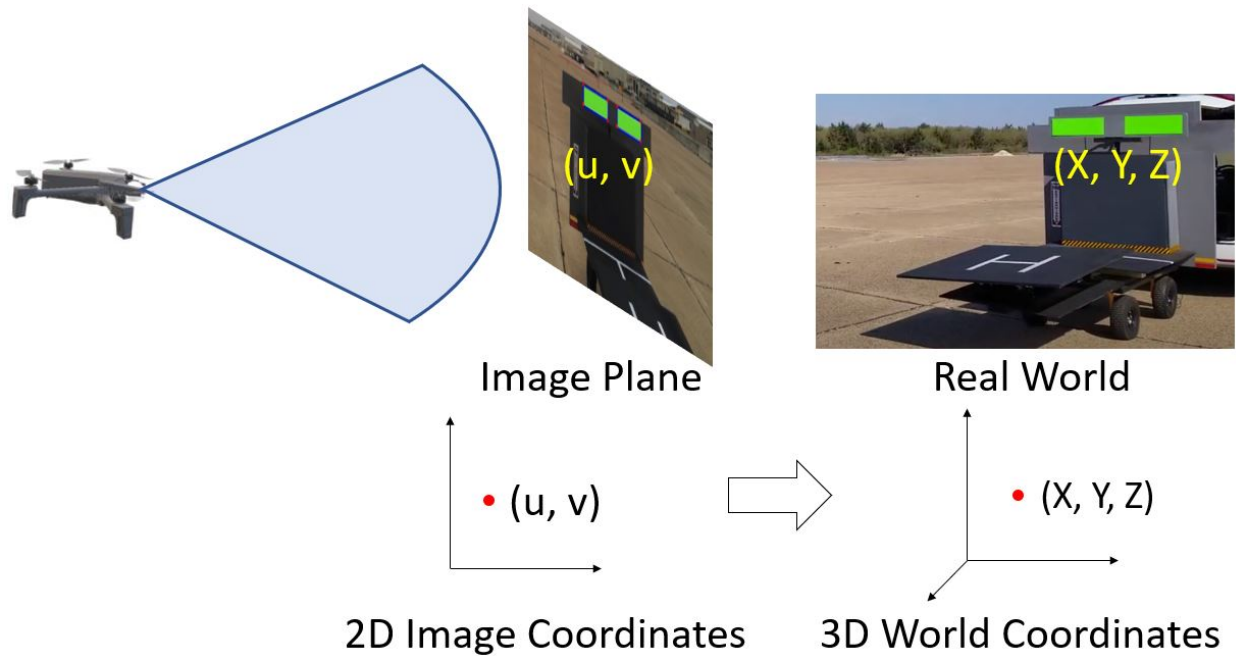 (u, v)
(X, Y, Z)
H
Image Plane
Real World
(u, v)
(X, Y, Z)
2D Image Coordinates
3D World Coordinates